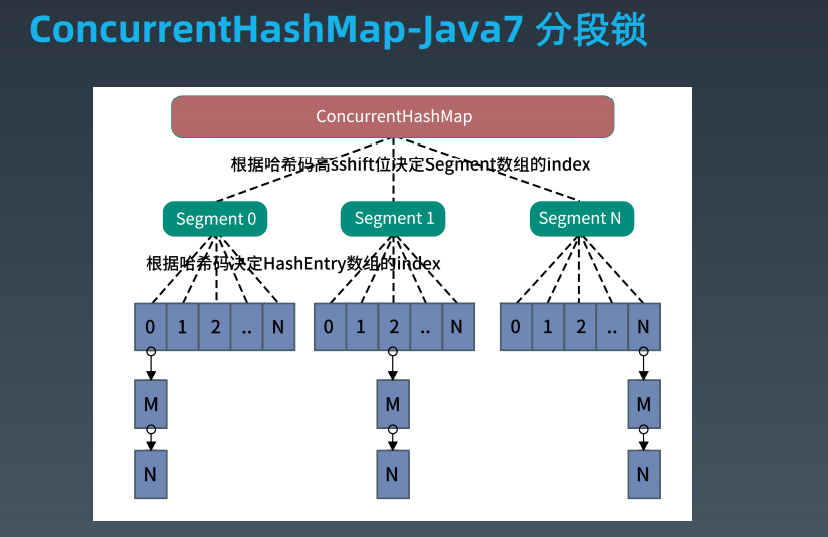 ConcurrentHashMap-Java7 分段锁
ConcurrentHashMap
根据哈希码高sshift位决定Segment数组的index
Segment 0
Segment 1
Segment N
根据哈希码决定HashEntry数组的index
0 1 2 .. N
0 1 2 .. N
0 1 2 .. N
M
M
M
N
N
N